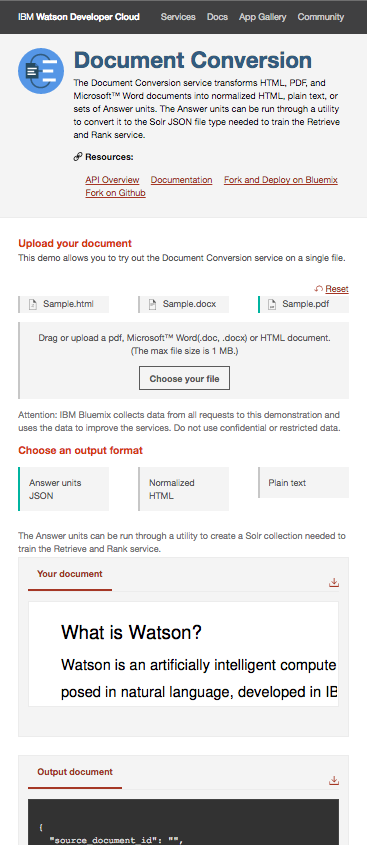 IBM Watson Developer Cloud Services Docs App Gallery Community
Document Conversion
The Document Conversion service transforms HTML, PDF, and
Microsoft™ Word documents into normalized HTML, plain text, or
sets of Answer units. The Answer units can be run through a utility
to convert it to the Solr JSON file type needed to train the Retrieve
and Rank service.
Resources:
API Overview Documentation Fork and Deploy on Bluemix
Fork on Github
Upload your document
This demo allows you to try out the Document Conversion service on a single file.
Reset
Sample.html Sample.docx Sample.pdf
Drag or upload a pdf, Microsoft™ Word(.doc, .docx) or HTML document.
(The max file size is 1 MB.)
Choose your file
Attention: IBM Bluemix collects data from all requests to this demonstration and
uses the data to improve the services. Do not use confidential or restricted data.
Choose an output format
Answer units
JSON
Normalized
HTML
Plain text
The Answer units can be run through a utility to create a Solr collection needed to
train the Retrieve and Rank service.
Your document
What is Watson?
Watson is an artificially intelligent compute
posed in natural language, developed in IB
Output document
{
"source_document_id": "",